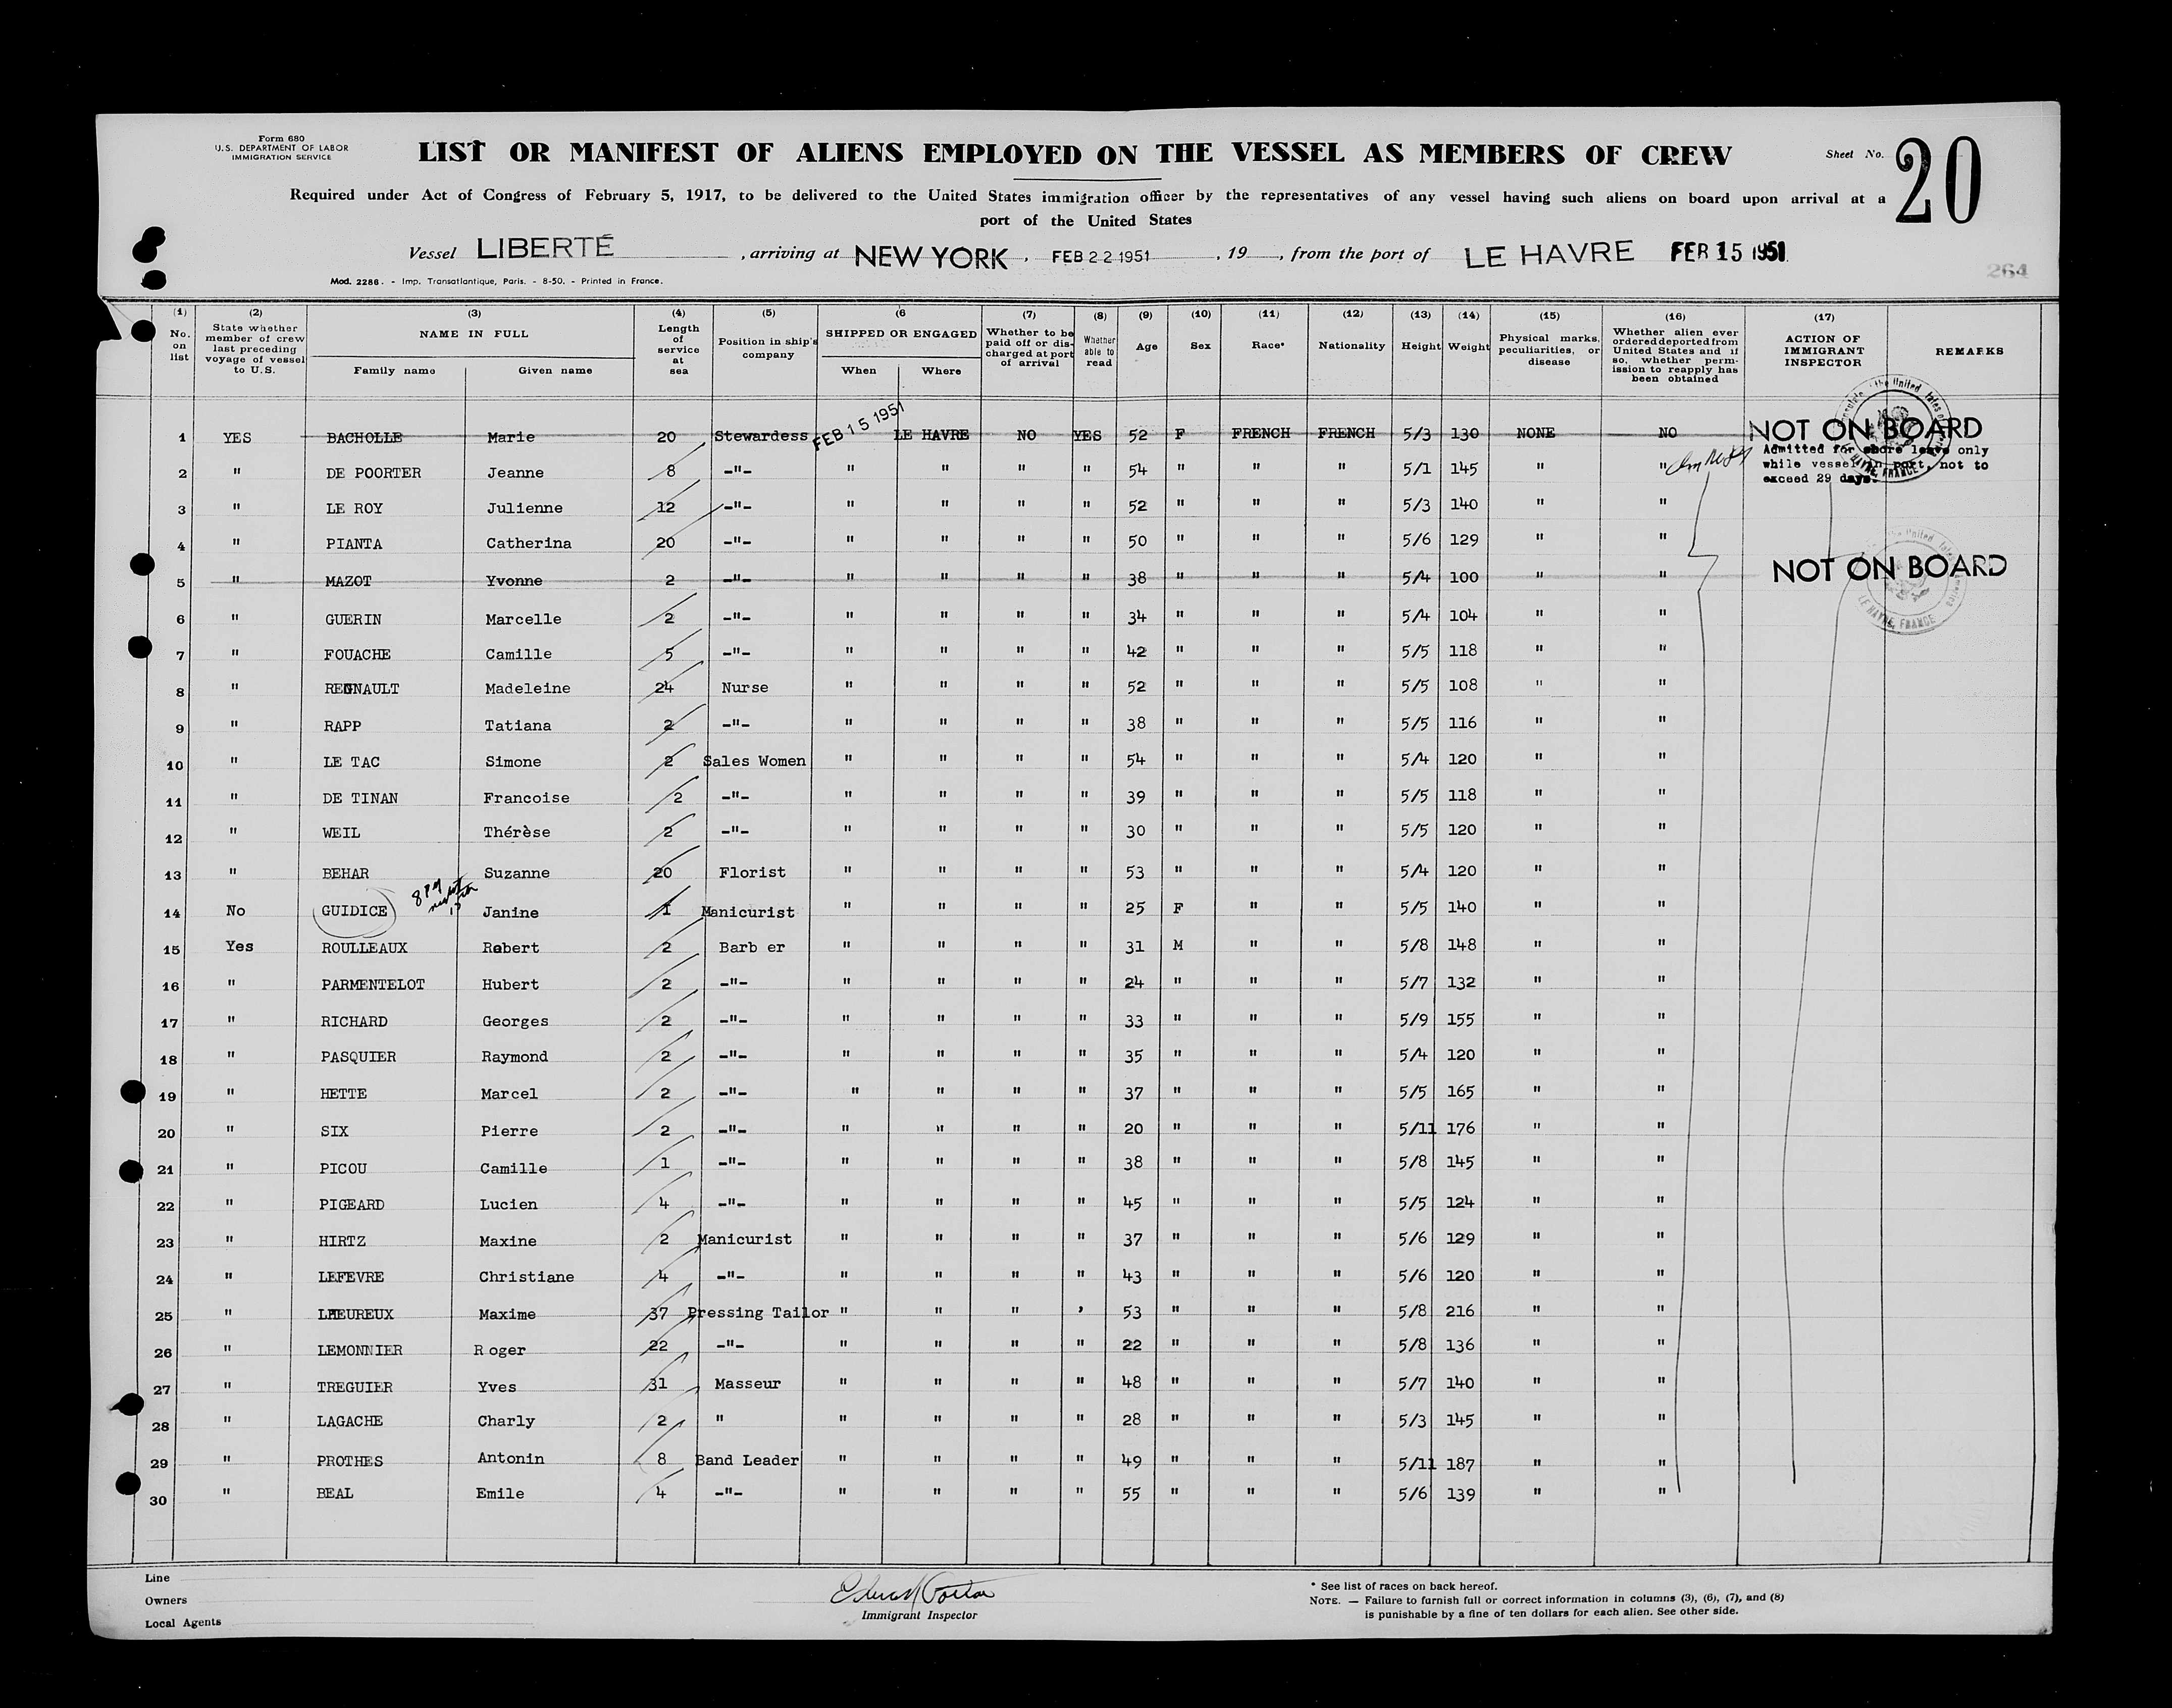 Form 680
U.S. DEPARTMENT OF LABOR
IMMIGRATION SERVICE
LIST OR MANIFEST OF ALIENS EMPLOYED ON THE VESSEL AS MEMBERS OF CREW
Sheet No. 20
Required under Act of Congress of February 5, 1917, to be delivered to the United States immigration officer by the representatives of any vessel having such aliens on board upon arrival at a
port of the United States
Vessel LIBERTÉ, arriving at NEW YORK, FEB 22 1951, 19, from the port of LE HAVRE FEB 15 1951
264
Mod. 2286. - Imp. Transatlantique, Paris. - 8-50. - Printed in France.
(1) No. on list (2) State whether member of crew last preceding voyage of vessel to U.S. (3) NAME IN FULL Family name Given name (4) Length of service at sea (5) Position in ship's company (6 SHIPPED OR ENGAGED When Where (7) Whether to be paid off or discharged at port of arrival (8) Whether able to read (9) Age (10) Sex (11) Race* (12) Nationality (13) Height (14) Weight (15) Physical marks, peculiarities, or disease (16) Whether alien ever ordered deported from United States and if so, whether permission to reapply has been obtained (17) ACTION OF IMMIGRANT INSPECTOR REMARKS
1 YES BACHOLLE Marie 20 Stewardess FEB 15 1951 LE HAVRE NO YES 52 F FRENCH FRENCH 5/3 130 NONE NO NOT ON BOARD
Admitted for shore leave only
while vessel in port, not to
exceed 29 days.
2 " DE POORTER Jeanne 8 -"- " " " " 54 " " " 5/1 145 " "
3 " LE ROY Julienne 12 -"- " " " " 52 " " " 5/3 140 " "
4 " PIANTA Catherina 20 -"- " " " " 50 " " " 5/6 129 " "
5 " MAZOT Yvonne 2 -"- " " " " 38 " " " 5/4 100 " " NOT ON BOARD
LE HAVRE, FRANCE
6 " GUERIN Marcelle 2 -"- " " " " 34 " " " 5/4 104 " "
7 " FOUACHE Camille 5 -"- " " " " 42 " " " 5/5 118 " "
8 " REGNAULT Madeleine 24 Nurse " " " " 52 " " " 5/5 108 " "
9 " RAPP Tatiana 2 -"- " " " " 38 " " " 5/5 116 " "
10 " LE TAC Simone 2 Sales Women " " " " 54 " " " 5/4 120 " "
11 " DE TINAN Francoise 2 -"- " " " " 39 " " " 5/5 118 " "
12 " WEIL Thérèse 2 -"- " " " " 30 " " " 5/5 120 " "
13 " BEHAR Suzanne 20 Florist " " " " 53 " " " 5/4 120 " "
14 No GUIDICE Janine 1 Manicurist " " " " 25 F " " 5/5 140 " "
15 Yes ROULLEAUX Robert 2 Barb er " " " " 31 M " " 5/8 148 " "
16 " PARMENTELOT Hubert 2 -"- " " " " 24 " " " 5/7 132 " "
17 " RICHARD Georges 2 -"- " " " " 33 " " " 5/9 155 " "
18 " PASQUIER Raymond 2 -"- " " " " 35 " " " 5/4 120 " "
19 " HETTE Marcel 2 -"- " " " " 37 " " " 5/5 165 " "
20 " SIX Pierre 2 -"- " " " " 20 " " " 5/11 176 " "
21 " PICOU Camille 1 -"- " " " " 38 " " " 5/8 145 " "
22 " PIGEARD Lucien 4 -"- " " " " 45 " " " 5/5 124 " "
23 " HIRTZ Maxine 2 Manicurist " " " " 37 " " " 5/6 129 " "
24 " LEFEVRE Christiane 4 -"- " " " " 43 " " " 5/6 120 " "
25 " LHEUREUX Maxime 37 Pressing Tailor " " " ' 53 " " " 5/8 216 " "
26 " LEMONNIER R oger 22 -"- " " " " 22 " " " 5/8 136 " "
27 " TREGUIER Yves 31 Masseur " " " " 48 " " " 5/7 140 " "
28 " LAGACHE Charly 2 " " " " " 28 " " " 5/3 145 " "
29 " PROTHES Antonin 8 Band Leader " " " " 49 " " " 5/11 187 " "
30 " BEAL Emile 4 -"- " " " " 55 " " " 5/6 139 " "
Line
Owners
Local Agents
Immigrant Inspector
* See list of races on back hereof.
NOTE. — Failure to furnish full or correct information in columns (3), (6), (7), and (8)
is punishable by a fine of ten dollars for each alien. See other side.